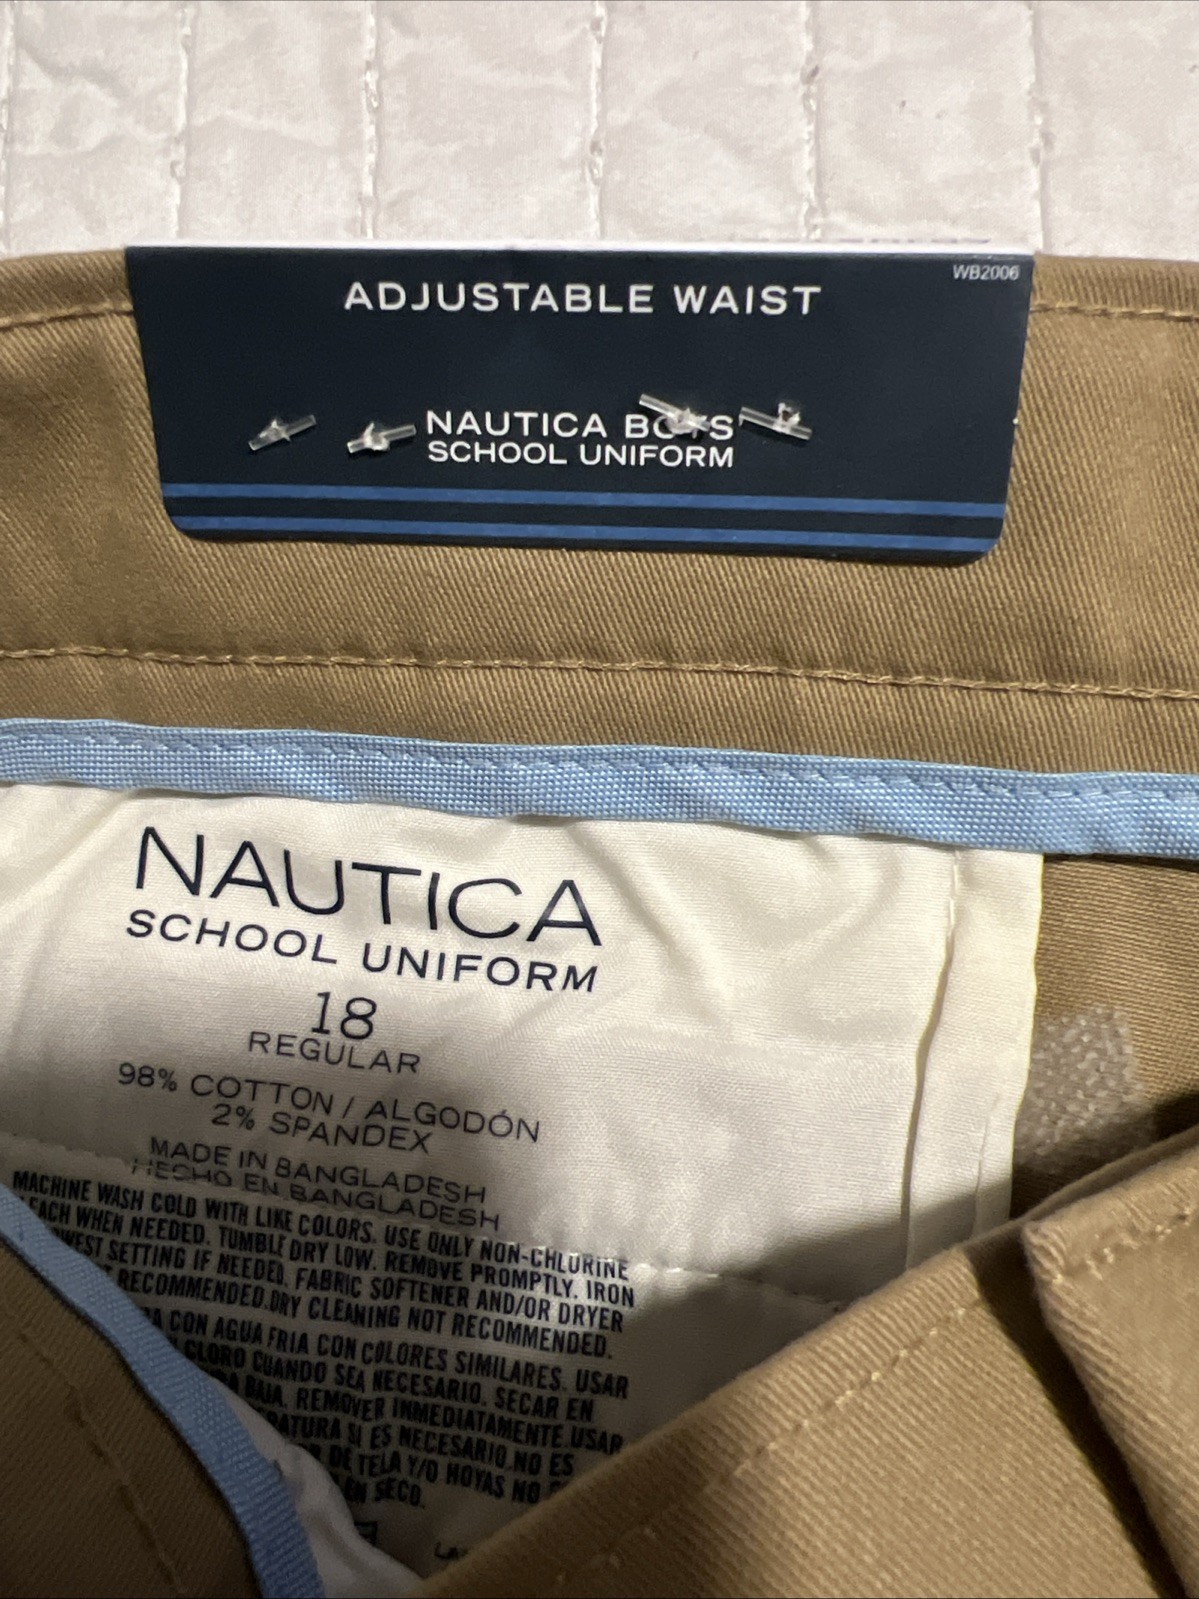 WB2006
ADJUSTABLE WAIST
NAUTICA BOYS
SCHOOL UNIFORM
NAUTICA
SCHOOL UNIFORM
18
REGULAR
98% COTTON / ALGODÓN
2% SPANDEX
MADE IN BANGLADESH
HECHO EN BANGLADESH
MACHINE WASH COLD WITH LIKE COLORS. USE ONLY NON-CHLORINE
WHEN NEEDED. TUMBLE DRY LOW. REMOVE PROMPTLY. IRON
SETTING IF NEEDED. FABRIC SOFTENER AND/OR DRYER
RECOMMENDED.DRY CLEANING NOT RECOMMENDED.
CON AGUA FRIA CON COLORES SIMILARES. USAR
CLORO CUANDO SEA NECESARIO. SECAR EN
BAJA. REMOVER INMEDIATAMENTE.USAR
SI ES NECESARIO.NO ES
DE TELA Y/O HOYAS NO
EN SECO.